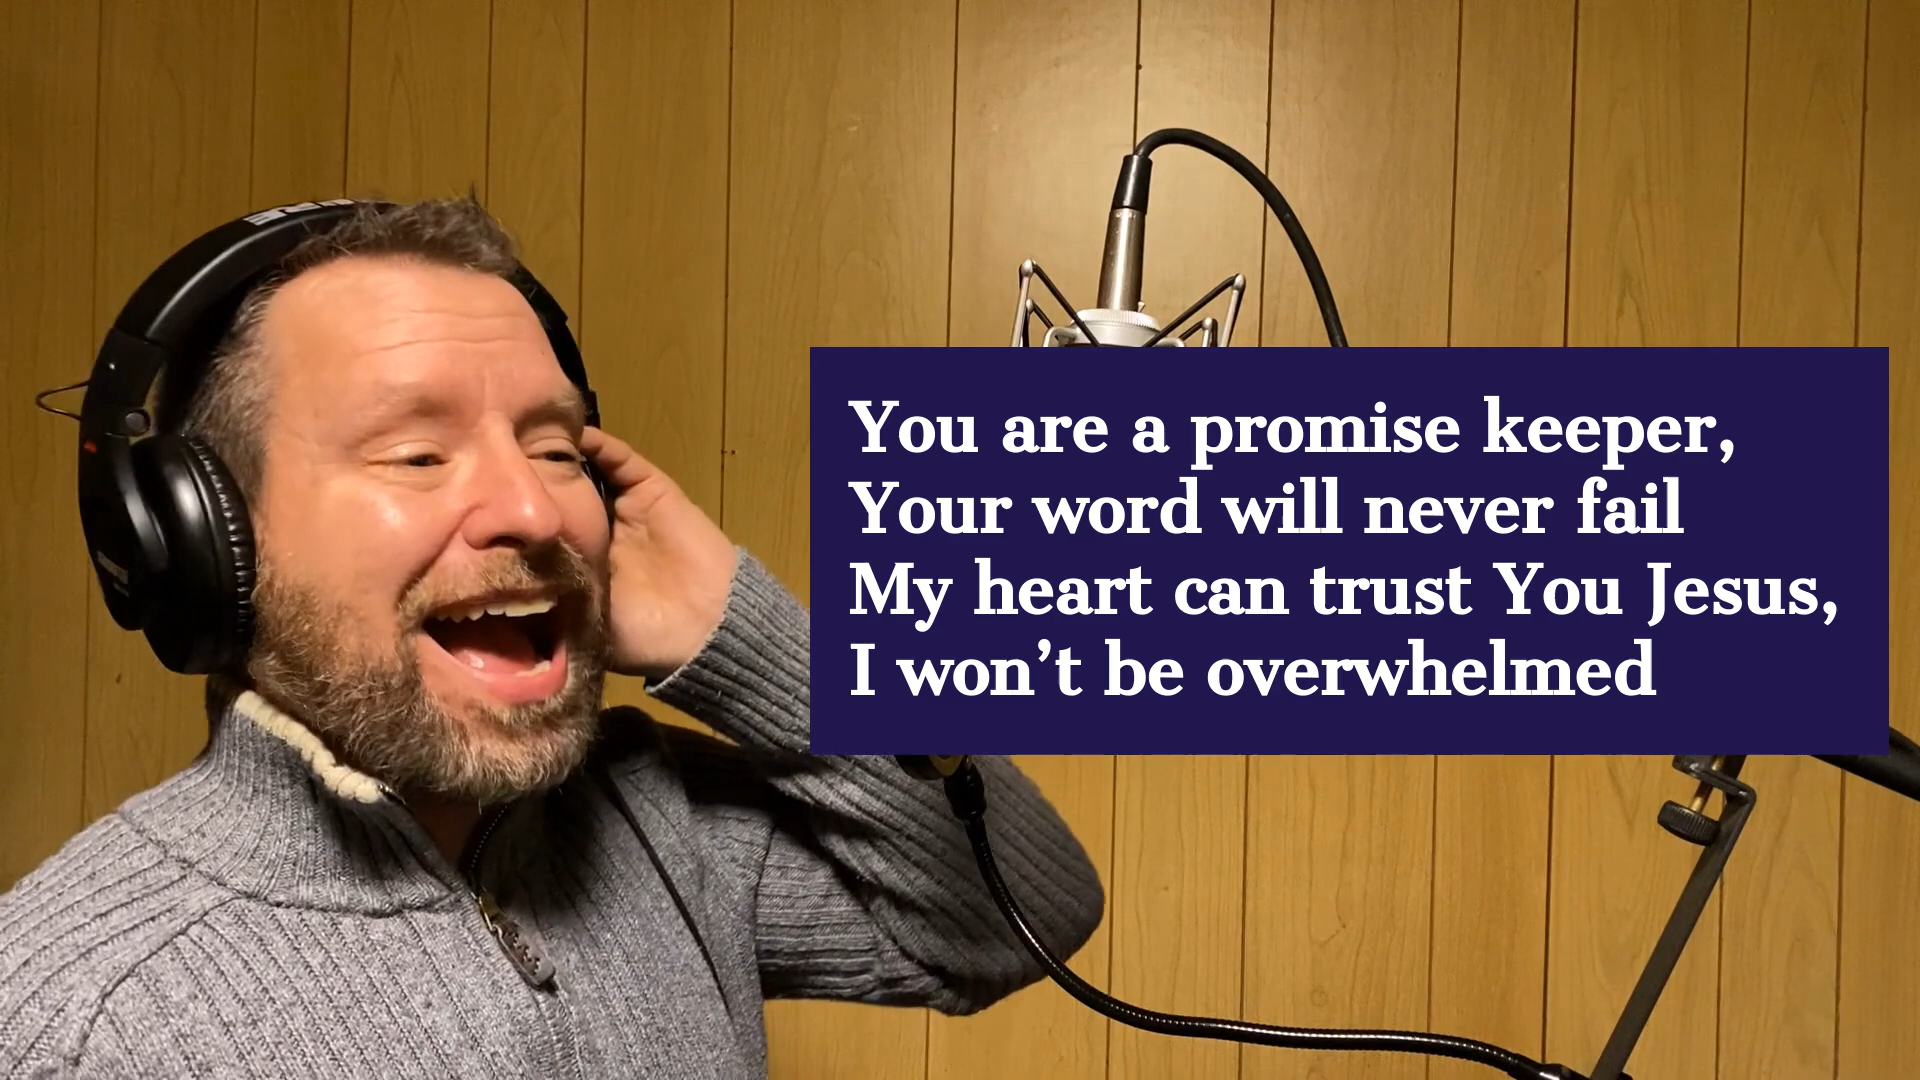 You are a promise keeper,
Your word will never fail
My heart can trust You Jesus,
I won’t be overwhelmed